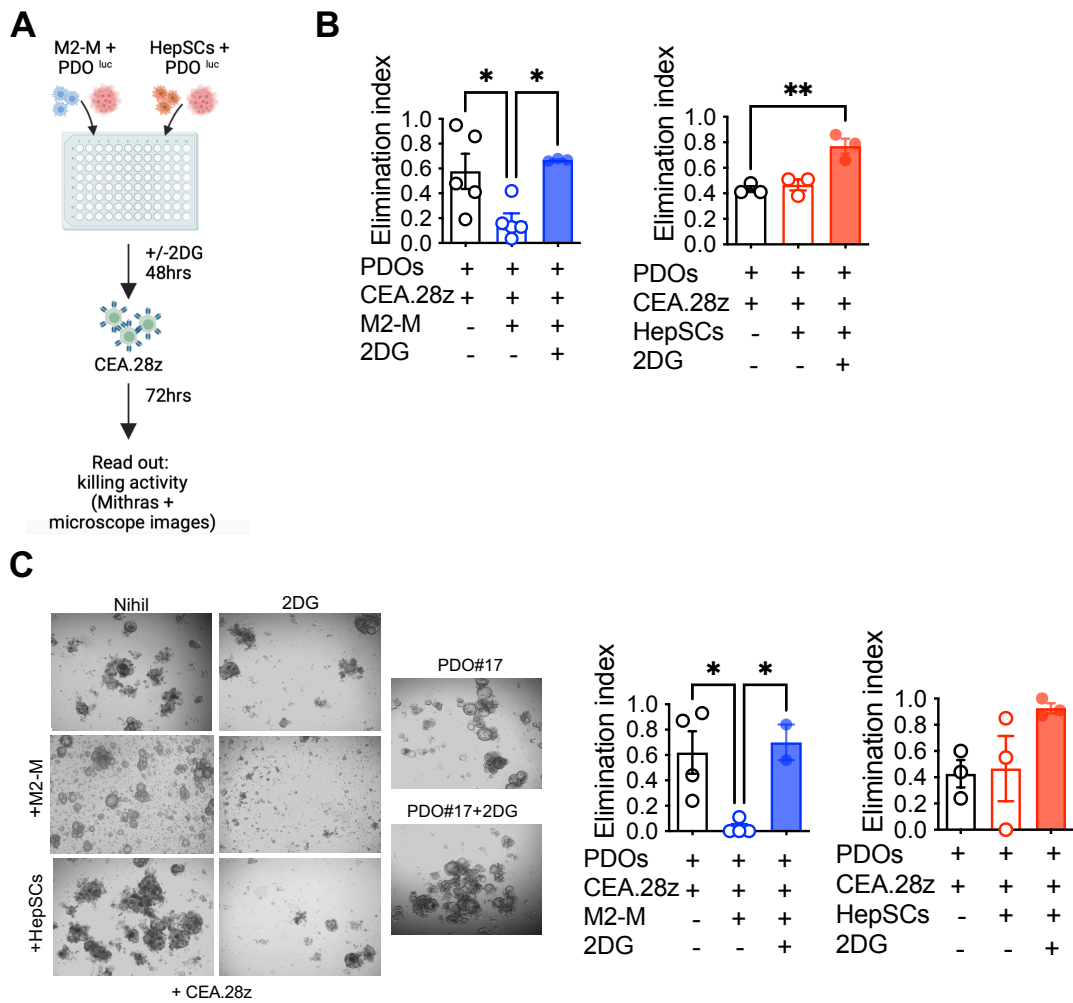 A
M2-M +
PDO luc
HepSCs +
PDO luc
+/-2DG
48hrs
CEA.28z
72hrs
Read out:
killing activity
(Mithras +
microscope images)
B
Elimination index
1.0
0.8
0.6
0.4
0.2
0.0
* *
PDOs + + +
CEA.28z + + +
M2-M - + +
2DG - - +
Elimination index
1.0
0.8
0.6
0.4
0.2
0.0
**
PDOs + + +
CEA.28z + + +
HepSCs - + +
2DG - - +
C
Nihil 2DG
+M2-M
+HepSCs
+ CEA.28z
PDO#17
PDO#17+2DG
Elimination index
1.0
0.8
0.6
0.4
0.2
0.0
* *
PDOs + + +
CEA.28z + + +
M2-M - + +
2DG - - +
Elimination index
1.0
0.8
0.6
0.4
0.2
0.0
PDOs + + +
CEA.28z + + +
HepSCs - + +
2DG - - +